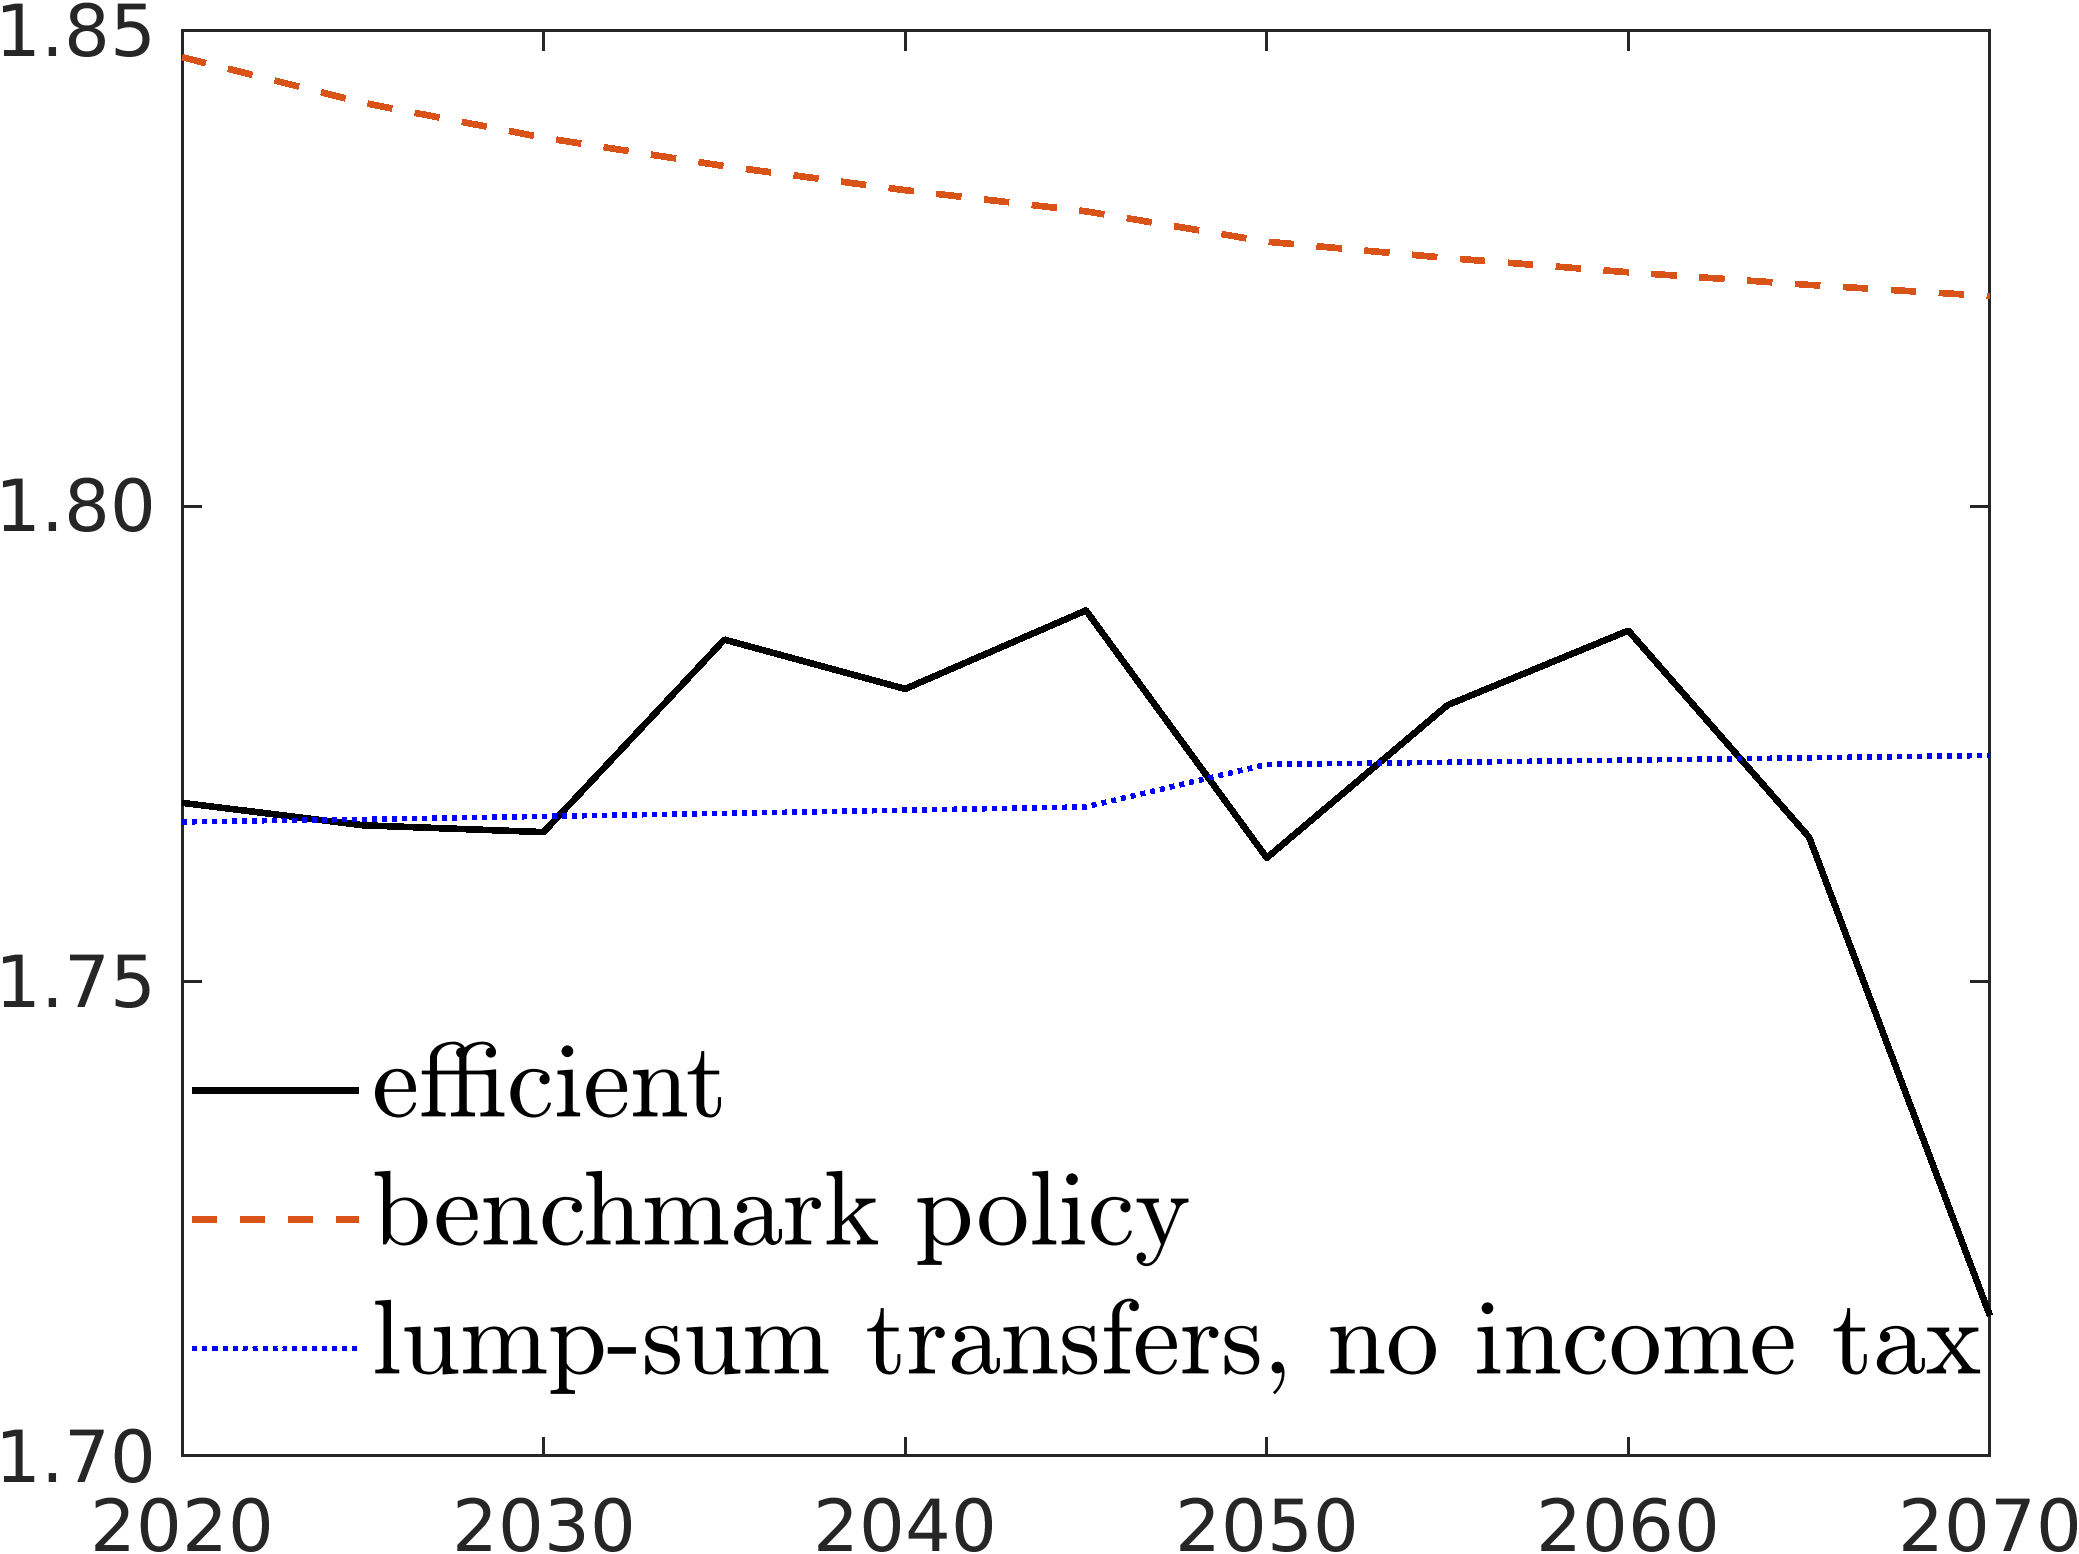 1.85
1.80
1.75
1.70
efficient
benchmark policy
lump-sum transfers, no income tax
2020 2030 2040 2050 2060 2070